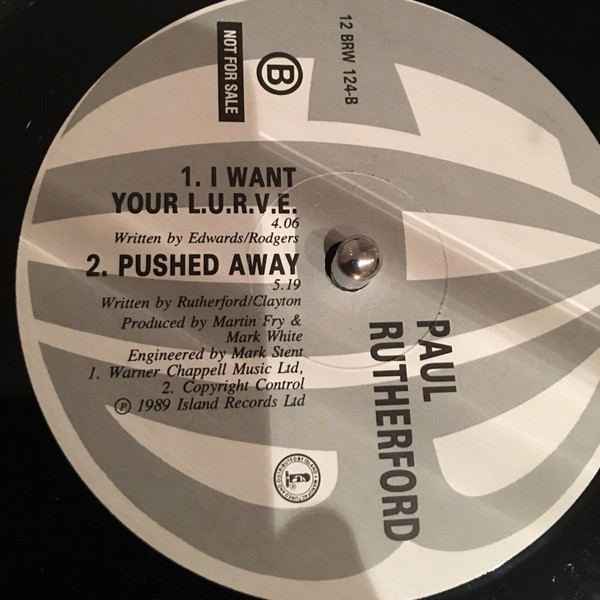 12 BRW 124-B
B
NOT FOR SALE
1. I WANT
YOUR L.U.R.V.E.
4.06
Written by Edwards/Rodgers
2. PUSHED AWAY
5.19
Written by Rutherford/Clayton
Produced by Martin Fry &
Mark White
Engineered by Mark Stent
1. Warner Chappell Music Ltd,
2. Copyright Control
℗ 1989 Island Records Ltd
PAUL
RUTHERFORD